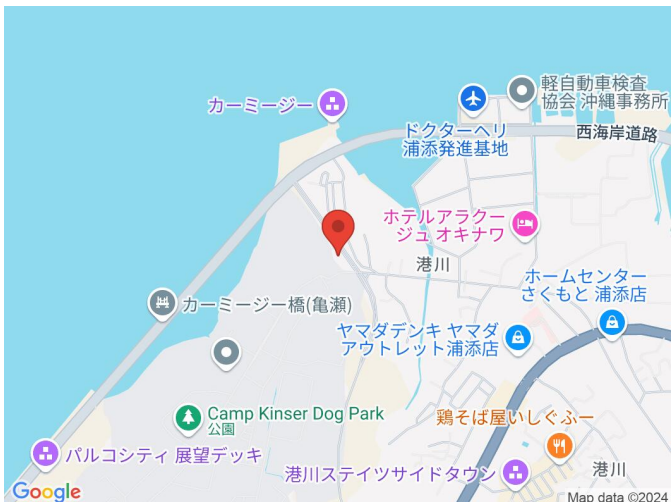 軽自動車検査
協会 沖縄事務所
カーミージー
西海岸道路
ドクターヘリ
浦添発進基地
ホテルアラクー
ジュ オキナワ
港川
ホームセンター
さくもと 浦添店
カーミージー橋(亀瀬)
ヤマダデンキ ヤマダ
アウトレット浦添店
Camp Kinser Dog Park
公園
鶏そば屋いしぐふー
パルコシティ 展望デッキ
港川ステイツサイドタウン
港川
Google
Map data ©2024